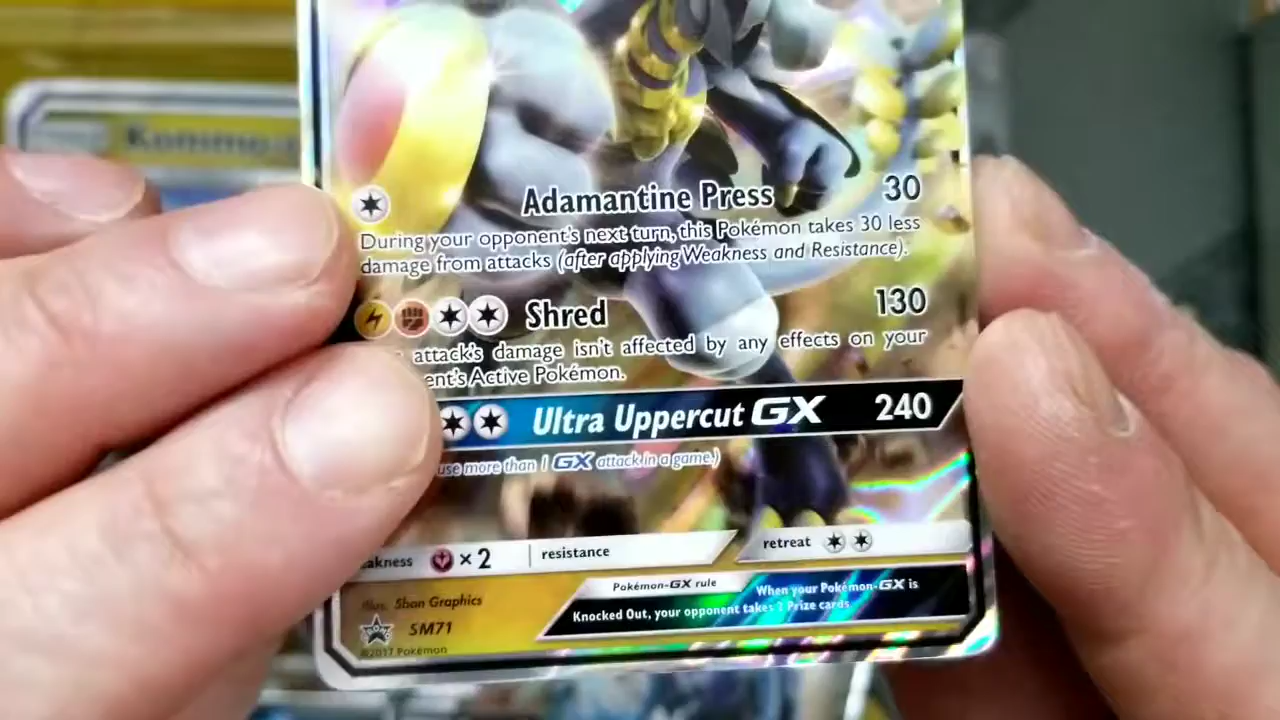 Kommo-o
Adamantine Press 30
During your opponent's next turn, this Pokémon takes 30 less
damage from attacks (after applying Weakness and Resistance).
Shred 130
attack's damage isn't affected by any effects on your
ent's Active Pokémon.
Ultra Uppercut GX 240
use more than 1 GX attack in a game.)
akness ×2 resistance retreat
Pokémon-GX rule
When your Pokémon-GX is
Knocked Out, your opponent takes 2 Prize cards
Illus. 5ban Graphics
SM71
©2017 Pokémon